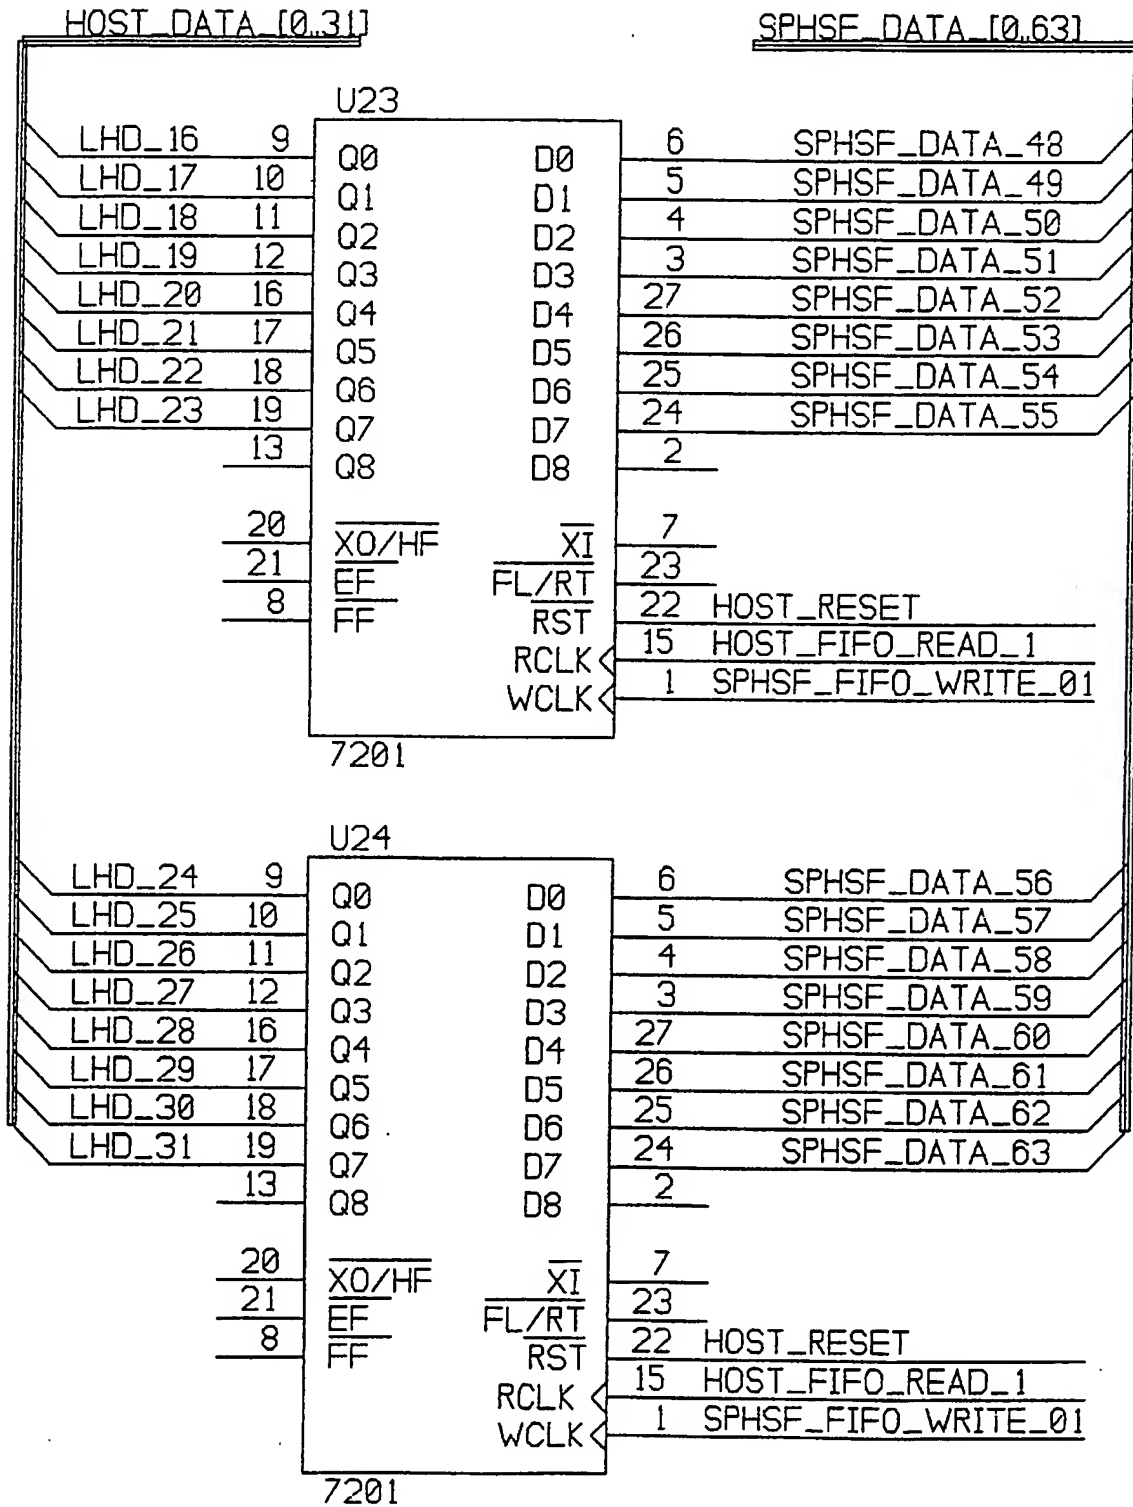 HOST_DATA_[0..31] SPHSF_DATA_[0..63]
U23
LHD_16 9 Q0 D0 6 SPHSF_DATA_48
LHD_17 10 Q1 D1 5 SPHSF_DATA_49
LHD_18 11 Q2 D2 4 SPHSF_DATA_50
LHD_19 12 Q3 D3 3 SPHSF_DATA_51
LHD_20 16 Q4 D4 27 SPHSF_DATA_52
LHD_21 17 Q5 D5 26 SPHSF_DATA_53
LHD_22 18 Q6 D6 25 SPHSF_DATA_54
LHD_23 19 Q7 D7 24 SPHSF_DATA_55
13 Q8 D8 2
20 XO/HF XI 7
21 EF FL/RT 23
8 FF RST 22 HOST_RESET
RCLK 15 HOST_FIFO_READ_1
WCLK 1 SPHSF_FIFO_WRITE_01
7201
U24
LHD_24 9 Q0 D0 6 SPHSF_DATA_56
LHD_25 10 Q1 D1 5 SPHSF_DATA_57
LHD_26 11 Q2 D2 4 SPHSF_DATA_58
LHD_27 12 Q3 D3 3 SPHSF_DATA_59
LHD_28 16 Q4 D4 27 SPHSF_DATA_60
LHD_29 17 Q5 D5 26 SPHSF_DATA_61
LHD_30 18 Q6 D6 25 SPHSF_DATA_62
LHD_31 19 Q7 D7 24 SPHSF_DATA_63
13 Q8 D8 2
20 XO/HF XI 7
21 EF FL/RT 23
8 FF RST 22 HOST_RESET
RCLK 15 HOST_FIFO_READ_1
WCLK 1 SPHSF_FIFO_WRITE_01
7201